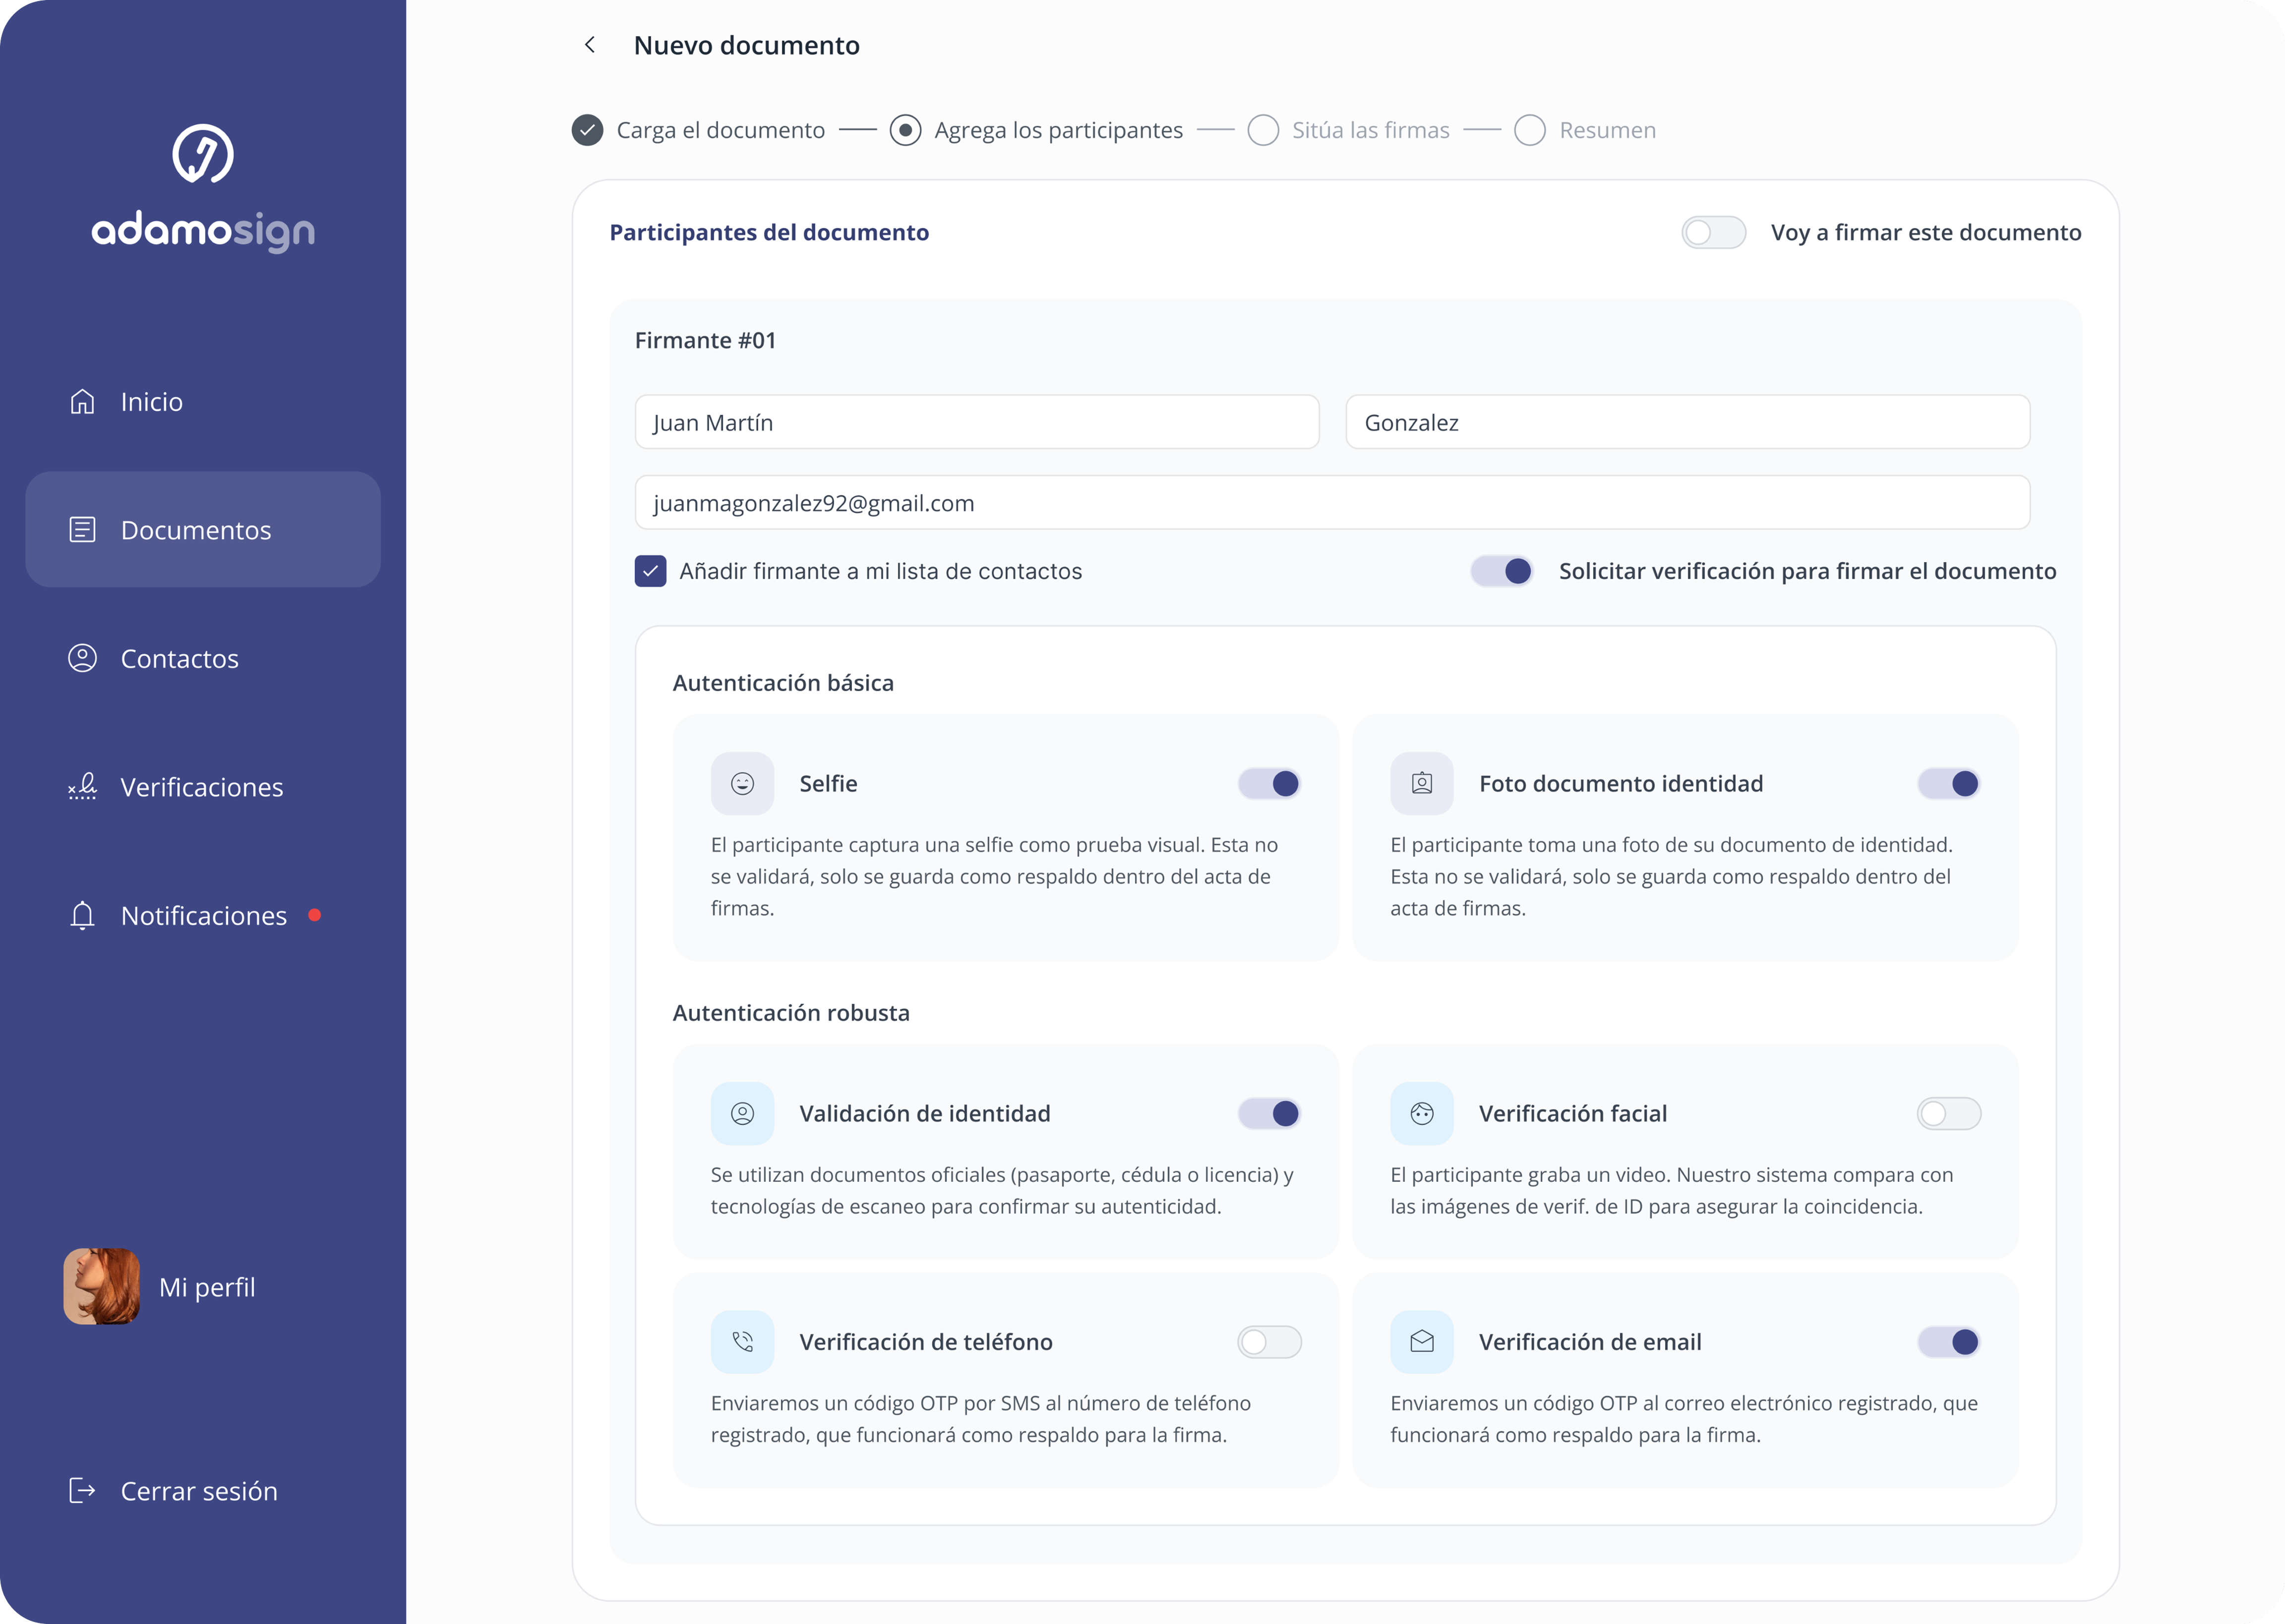 adamosign
Inicio
Documentos
Contactos
Verificaciones
Notificaciones
Mi perfil
Cerrar sesión
Nuevo documento
Carga el documento
Agrega los participantes
Sitúa las firmas
Resumen
Participantes del documento
Voy a firmar este documento
Firmante #01
Juan Martín
Gonzalez
juanmagonzalez92@gmail.com
Añadir firmante a mi lista de contactos
Solicitar verificación para firmar el documento
Autenticación básica
Selfie
El participante captura una selfie como prueba visual. Esta no
se validará, solo se guarda como respaldo dentro del acta de
firmas.
Foto documento identidad
El participante toma una foto de su documento de identidad.
Esta no se validará, solo se guarda como respaldo dentro del
acta de firmas.
Autenticación robusta
Validación de identidad
Se utilizan documentos oficiales (pasaporte, cédula o licencia) y
tecnologías de escaneo para confirmar su autenticidad.
Verificación facial
El participante graba un video. Nuestro sistema compara con
las imágenes de verif. de ID para asegurar la coincidencia.
Verificación de teléfono
Enviaremos un código OTP por SMS al número de teléfono
registrado, que funcionará como respaldo para la firma.
Verificación de email
Enviaremos un código OTP al correo electrónico registrado, que
funcionará como respaldo para la firma.